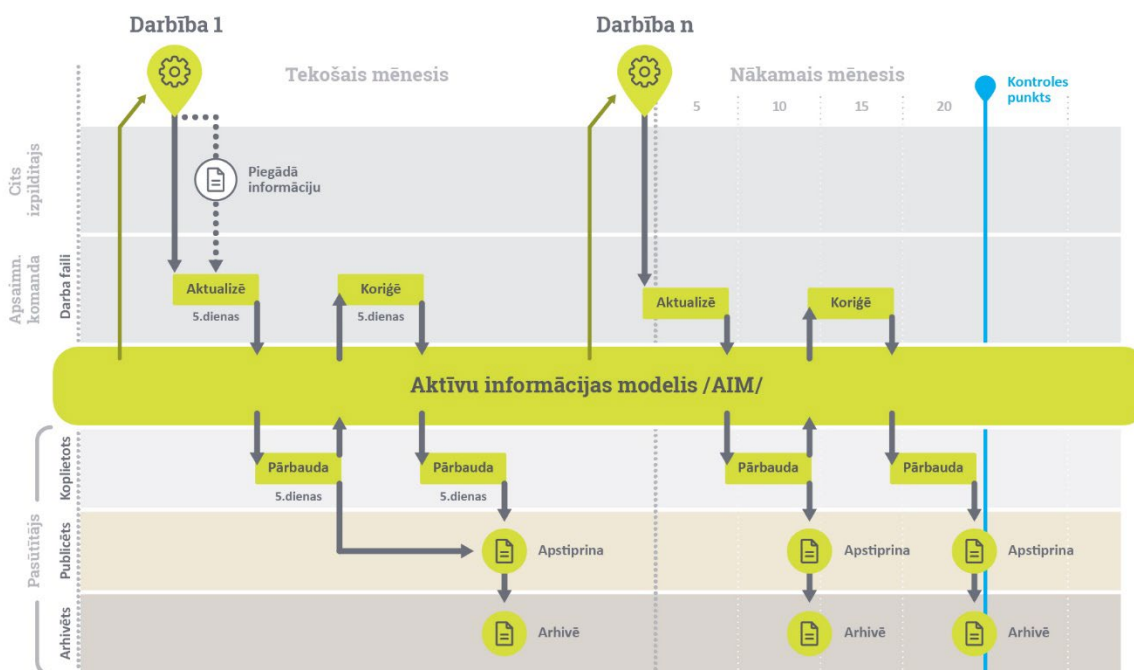 Darbība 1
Darbība n
Tekošais mēnesis
Nākamais mēnesis
5
10
15
20
Kontroles
punkts
Cits
izpildītajs
Piegādā
informāciju
Apsaimn.
komanda
Darba faili
Aktualizē
5.dienas
Koriģē
5.dienas
Aktualizē
Koriģē
Aktīvu informācijas modelis /AIM/
Pasūtītājs
Koplietots
Pārbauda
5.dienas
Pārbauda
5.dienas
Pārbauda
Pārbauda
Publicēts
Apstiprina
Apstiprina
Apstiprina
Arhivēts
Arhivē
Arhivē
Arhivē